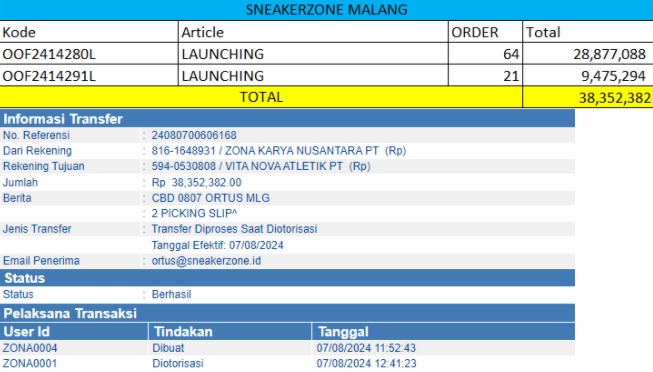 SNEAKERZONE MALANG
Kode Article ORDER Total
OOF2414280L LAUNCHING 64 28,877,088
OOF2414291L LAUNCHING 21 9,475,294
TOTAL 38,352,382
Informasi Transfer
No. Referensi : 24080700606168
Dari Rekening : 816-1648931 / ZONA KARYA NUSANTARA PT (Rp)
Rekening Tujuan : 594-0530808 / VITA NOVA ATLETIK PT (Rp)
Jumlah : Rp 38,352,382.00
Berita : CBD 0807 ORTUS MLG
: 2 PICKING SLIP^
Jenis Transfer : Transfer Diproses Saat Diotorisasi
Tanggal Efektif: 07/08/2024
Email Penerima : ortus@sneakerzone.id
Status
Status : Berhasil
Pelaksana Transaksi
User Id Tindakan Tanggal
ZONA0004 Dibuat 07/08/2024 11:52:43
ZONA0001 Diotorisasi 07/08/2024 12:41:23